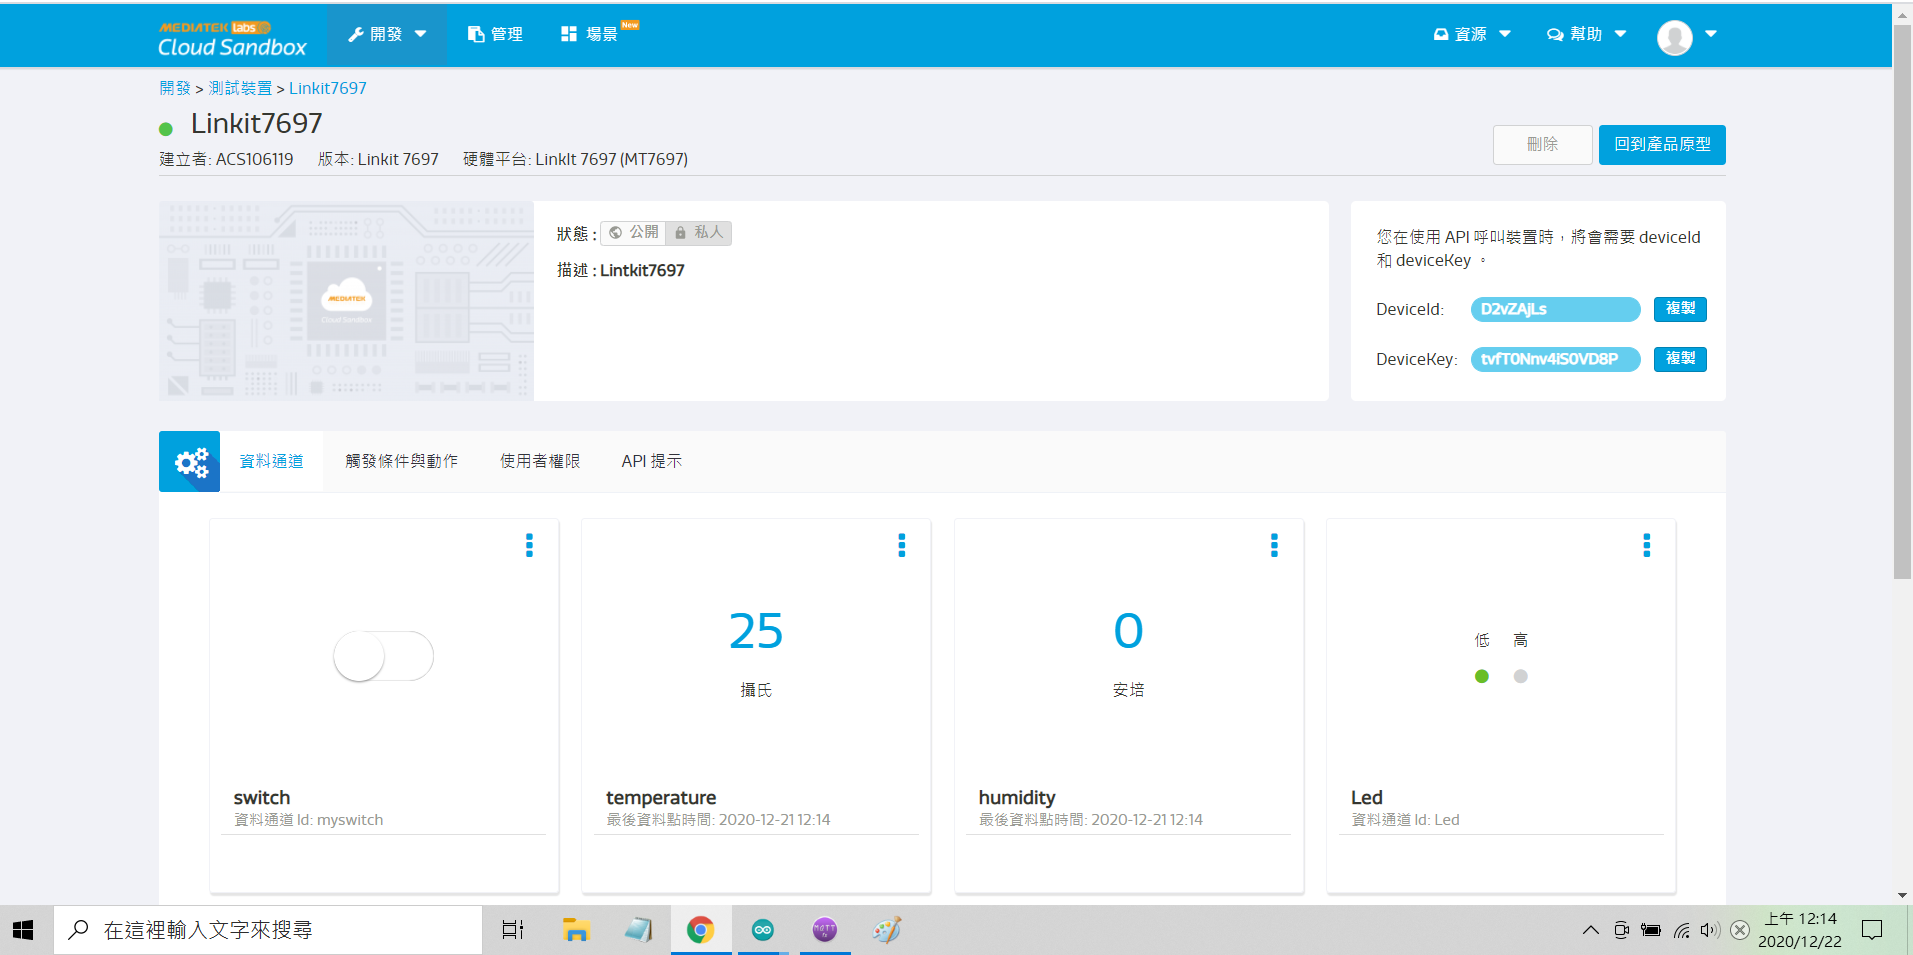 MEDIATEK labs
Cloud Sandbox
開發
管理
場景
New
資源
幫助
開發 > 測試裝置 > Linkit7697
Linkit7697
建立者: ACS106119 版本: Linkit 7697 硬體平台: LinkIt 7697 (MT7697)
刪除
回到產品原型
MEDIATEK
Cloud Sandbox
狀態 : 公開 私人
描述 : Lintkit7697
您在使用 API 呼叫裝置時，將會需要 deviceId
和 deviceKey 。
DeviceId: D2vZAjLs 複製
DeviceKey: tvfT0Nnv4iS0VD8P 複製
資料通道
觸發條件與動作
使用者權限
API 提示
switch
資料通道 Id: myswitch
25
攝氏
temperature
最後資料點時間: 2020-12-21 12:14
0
安培
humidity
最後資料點時間: 2020-12-21 12:14
低 高
Led
資料通道 Id: Led
在這裡輸入文字來搜尋
MQTT
fx
上午 12:14
2020/12/22